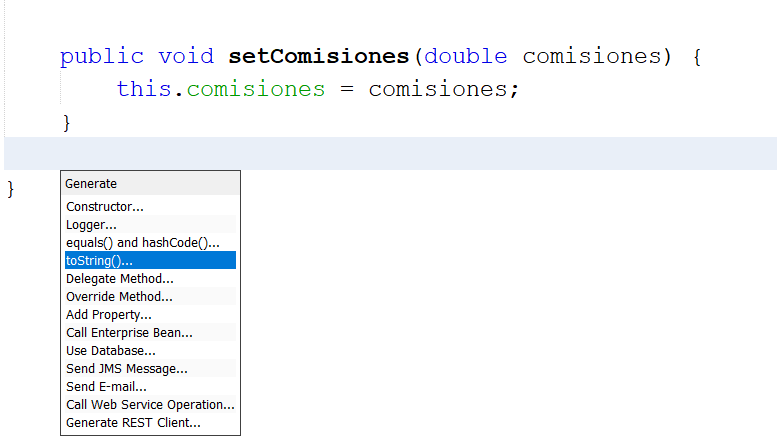 public void setComisiones(double comisiones) {
this.comisiones = comisiones;
}
}
Generate
Constructor...
Logger...
equals() and hashCode()...
toString()...
Delegate Method...
Override Method...
Add Property...
Call Enterprise Bean...
Use Database...
Send JMS Message...
Send E-mail...
Call Web Service Operation...
Generate REST Client...